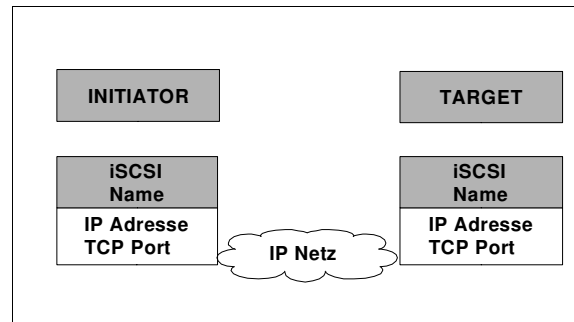 INITIATOR
TARGET
iSCSI
Name
IP Adresse
TCP Port
IP Netz
iSCSI
Name
IP Adresse
TCP Port